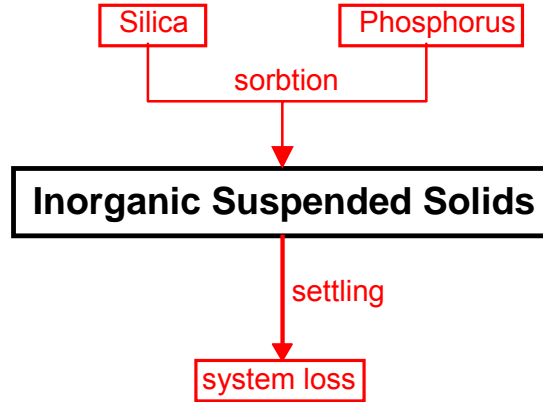 Silica
Phosphorus
sorbtion
Inorganic Suspended Solids
settling
system loss